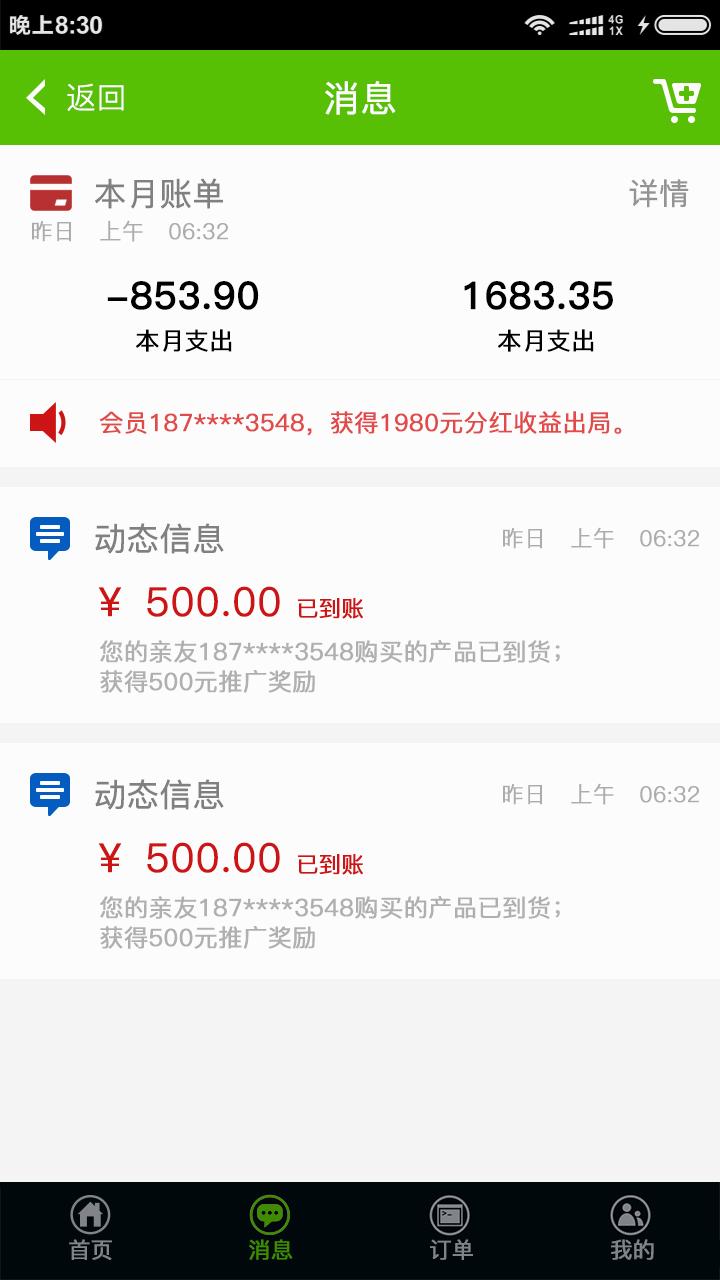 晚上8:30
4G
1X
返回
消息
本月账单
详情
昨日 上午 06:32
-853.90
1683.35
本月支出
本月支出
会员187****3548，获得1980元分红收益出局。
动态信息
昨日 上午 06:32
¥ 500.00 已到账
您的亲友187****3548购买的产品已到货；
获得500元推广奖励
动态信息
昨日 上午 06:32
¥ 500.00 已到账
您的亲友187****3548购买的产品已到货；
获得500元推广奖励
首页
消息
订单
我的